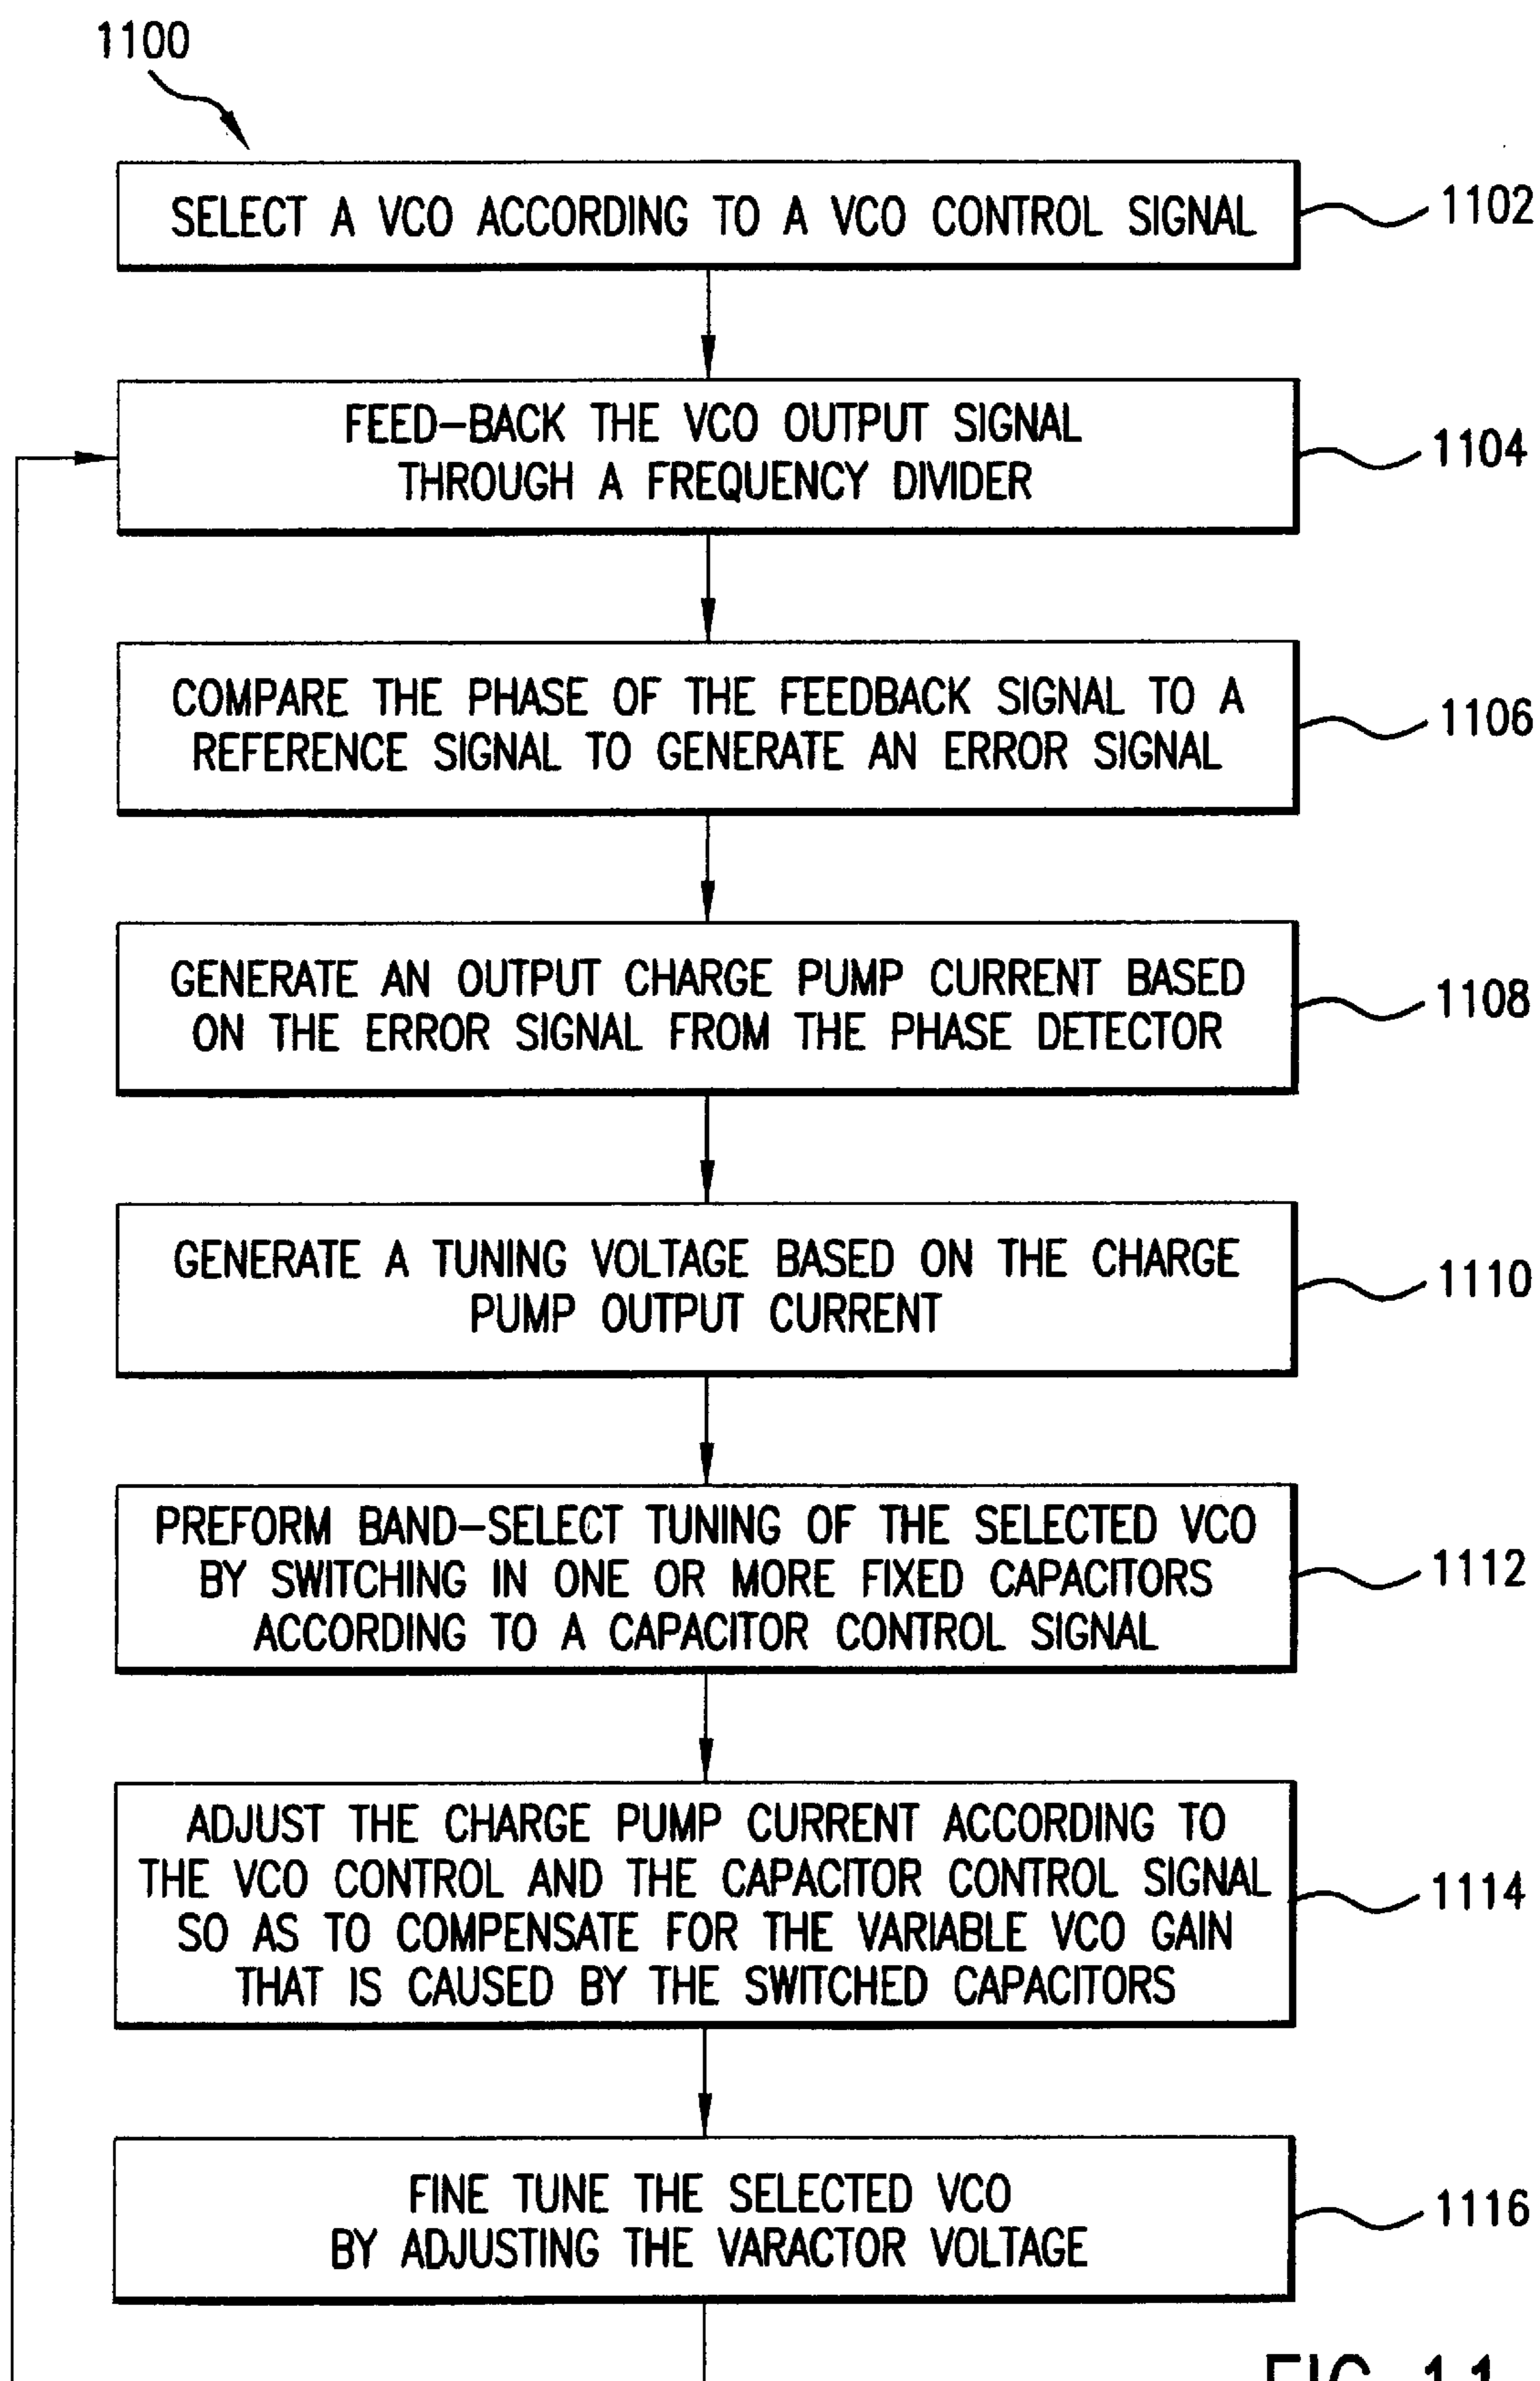 1100
SELECT A VCO ACCORDING TO A VCO CONTROL SIGNAL
1102
FEED-BACK THE VCO OUTPUT SIGNAL
THROUGH A FREQUENCY DIVIDER
1104
COMPARE THE PHASE OF THE FEEDBACK SIGNAL TO A
REFERENCE SIGNAL TO GENERATE AN ERROR SIGNAL
1106
GENERATE AN OUTPUT CHARGE PUMP CURRENT BASED
ON THE ERROR SIGNAL FROM THE PHASE DETECTOR
1108
GENERATE A TUNING VOLTAGE BASED ON THE CHARGE
PUMP OUTPUT CURRENT
1110
PREFORM BAND-SELECT TUNING OF THE SELECTED VCO
BY SWITCHING IN ONE OR MORE FIXED CAPACITORS
ACCORDING TO A CAPACITOR CONTROL SIGNAL
1112
ADJUST THE CHARGE PUMP CURRENT ACCORDING TO
THE VCO CONTROL AND THE CAPACITOR CONTROL SIGNAL
SO AS TO COMPENSATE FOR THE VARIABLE VCO GAIN
THAT IS CAUSED BY THE SWITCHED CAPACITORS
1114
FINE TUNE THE SELECTED VCO
BY ADJUSTING THE VARACTOR VOLTAGE
1116
FIG. 11